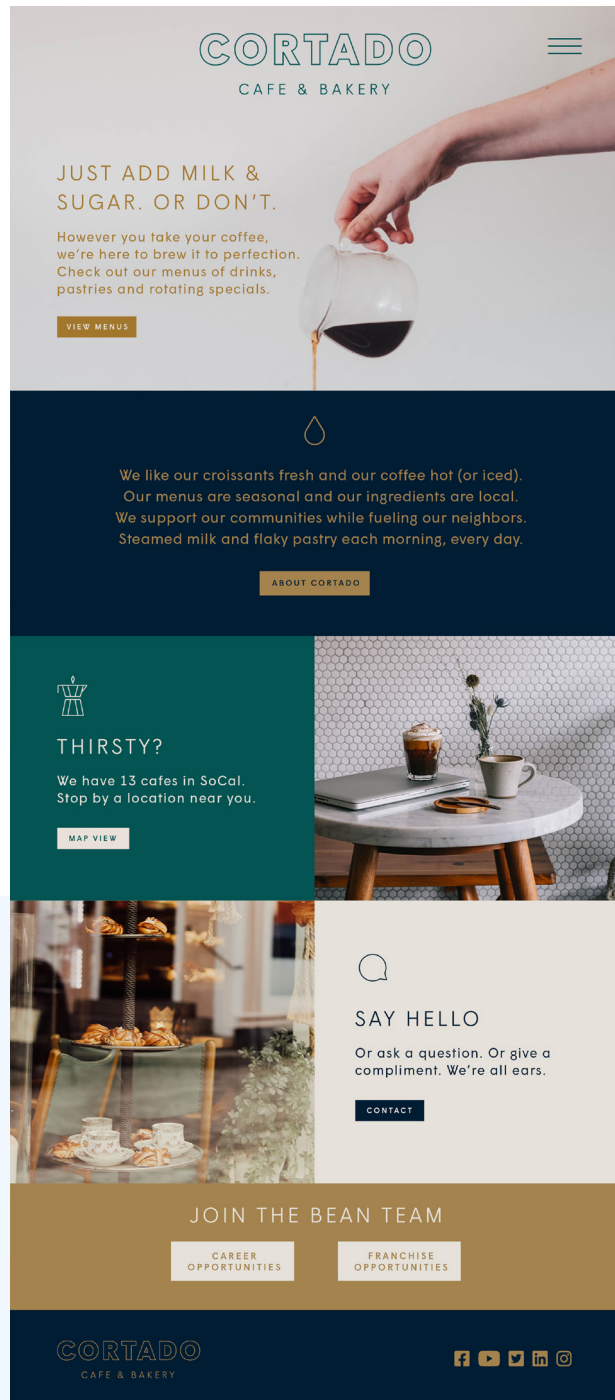 CORTADO
CAFE & BAKERY
JUST ADD MILK &
SUGAR. OR DON'T.
However you take your coffee,
we're here to brew it to perfection.
Check out our menus of drinks,
pastries and rotating specials.
VIEW MENUS
We like our croissants fresh and our coffee hot (or iced).
Our menus are seasonal and our ingredients are local.
We support our communities while fueling our neighbors.
Steamed milk and flaky pastry each morning, every day.
ABOUT CORTADO
THIRSTY?
We have 13 cafes in SoCal.
Stop by a location near you.
MAP VIEW
SAY HELLO
Or ask a question. Or give a
compliment. We're all ears.
CONTACT
JOIN THE BEAN TEAM
CAREER
OPPORTUNITIES
FRANCHISE
OPPORTUNITIES
CORTADO
CAFE & BAKERY